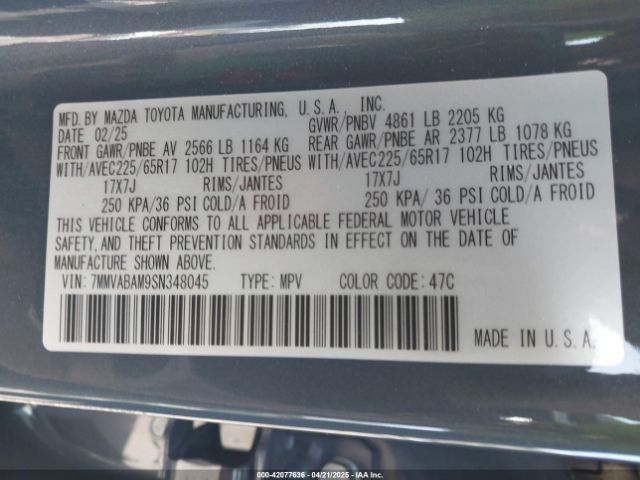 MFD. BY MAZDA TOYOTA MANUFACTURING, U.S.A., INC.
DATE 02/25 GVWR/PNBV 4861 LB 2205 KG
FRONT GAWR/PNBE AV 2566 LB 1164 KG REAR GAWR/PNBE AR 2377 LB 1078 KG
WITH/AVEC225/65R17 102H TIRES/PNEUS WITH/AVEC225/65R17 102H TIRES/PNEUS
17X7J RIMS/JANTES 17X7J RIMS/JANTES
250 KPA/36 PSI COLD/A FROID 250 KPA/36 PSI COLD/A FROID
THIS VEHICLE CONFORMS TO ALL APPLICABLE FEDERAL MOTOR VEHICLE
SAFETY, AND THEFT PREVENTION STANDARDS IN EFFECT ON THE DATE OF
MANUFACTURE SHOWN ABOVE.
VIN: 7MMVABAM9SN348045 TYPE: MPV COLOR CODE: 47C
MADE IN U.S.A.
© 42077636 - 04/21/2025 - IAA, Inc.